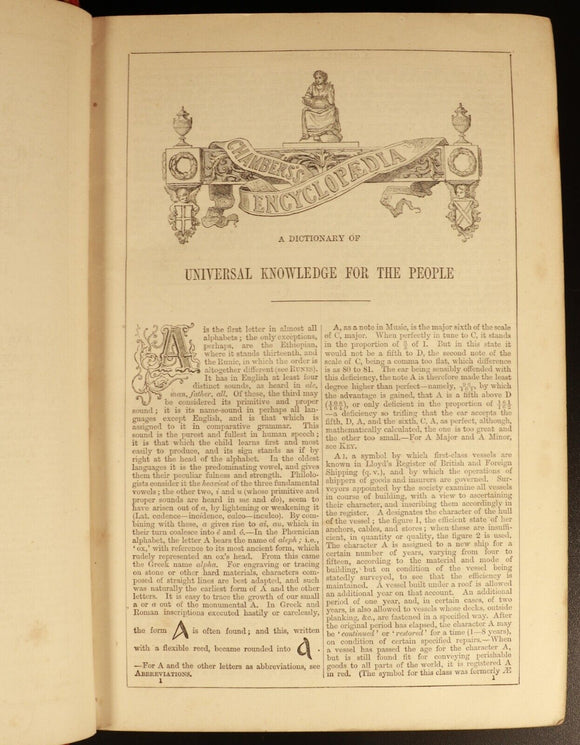 CHAMBERS'S
ENCYCLOPÆDIA
A DICTIONARY OF
UNIVERSAL KNOWLEDGE FOR THE PEOPLE
A
is the first letter in almost all
alphabets; the only exceptions,
perhaps, are the Ethiopian,
where it stands thirteenth, and
the Runic, in which the order is
altogether different (see RUNES).
It has in English at least four
distinct sounds, as heard in ale,
man, father, all. Of these, the third may
be considered its primitive and proper
sound; it is its name-sound in perhaps all lan-
guages except English, and is that which is
assigned to it in comparative grammar. This
sound is the purest and fullest in human speech;
it is that which the child learns first and most
easily to produce, and its sign stands as if by
right at the head of the alphabet. In the oldest
languages it is the predominating vowel, and gives
them their peculiar fulness and strength. Philolo-
gists consider it the heaviest of the three fundamental
vowels; the other two, i and u (whose primitive and
proper sounds are heard in me and do), seem to
have arisen out of a, by lightening or weakening it
(Lat. cadence—incidence, calco—inculco). By com-
bining with these, a gives rise to ai, au, which in
their turn coalesce into ê and ô.—In the Phœnician
alphabet, the letter A bears the name of aleph; i.e.,
'ox,' with reference to its most ancient form, which
rudely represented an ox's head. From this came
the Greek name alpha. For engraving or tracing
on stone or other hard materials, characters com-
posed of straight lines are best adapted, and such
was naturally the earliest form of A and the other
letters. It is easy to trace the growth of our small
a or a out of the monumental A. In Greek and
Roman inscriptions executed hastily or carelessly,
the form A is often found; and this, written
with a flexible reed, became rounded into a.
—For A and the other letters as abbreviations, see
ABBREVIATIONS.
1
A, as a note in Music, is the major sixth of the scale
of C, major. When perfectly in tune to C, it stands
in the proportion of ⅗ of 1. But in this state it
would not be a fifth to D, the second note of the
scale of C, being a comma too flat, which difference
is as 80 to 81. The ear being sensibly offended with
this deficiency, the note A is therefore made the least
degree higher than perfect—namely, by which
the advantage is gained, that A is a fifth above D
or only deficient in the proportion of
—a deficiency so trifling that the ear accepts the
fifth, D, A, and the sixth, C, A, as perfect, although,
mathematically calculated, the one is too great and
the other too small.—For A Major and A Minor,
see KEY.
A 1, a symbol by which first-class vessels are
known in Lloyd's Register of British and Foreign
Shipping (q. v.), and by which the operations of
shippers of goods and insurers are governed. Sur-
veyors appointed by the society examine all vessels
in course of building, with a view to ascertaining
their character, and inscribing them accordingly in
the register. A designates the character of the hull
of the vessel; the figure 1, the efficient state of her
anchors, cables, and stores; when these are insuffi-
cient, in quantity or quality, the figure 2 is used.
The character A is assigned to a new ship for a
certain number of years, varying from four to
fifteen, according to the material and mode of
building, but on condition of the vessel being
statedly surveyed, to see that the efficiency is
maintained. A vessel built under a roof is allowed
an additional year on that account. An additional
period of one year, and, in certain cases, of two
years, is also allowed to vessels whose decks, outside
planking, &c., are fastened in a specified way. After
the original period has elapsed, the character A may
be 'continued' or 'restored' for a time (1—8 years),
on condition of certain specified repairs.—When
a vessel has passed the age for the character A,
but is still found fit for conveying perishable
goods to all parts of the world, it is registered A
in red. (The symbol for this class was formerly Æ
1